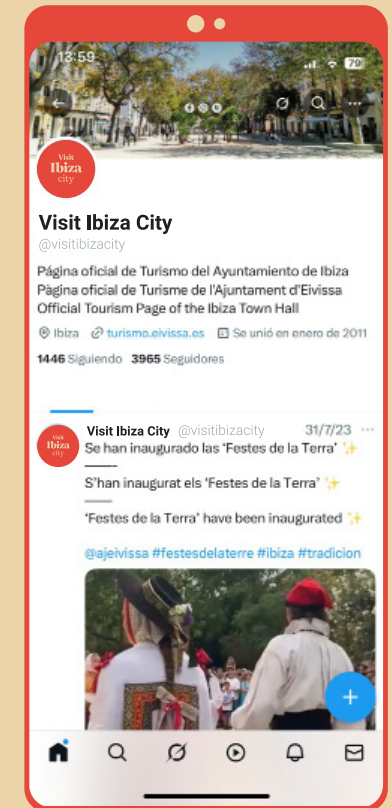 13:59
79
Visit
Ibiza
city
Visit Ibiza City
@visitibizacity
Página oficial de Turismo del Ayuntamiento de Ibiza
Pàgina oficial de Turisme de l'Ajuntament d'Eivissa
Official Tourism Page of the Ibiza Town Hall
Ibiza turismo.eivissa.es Se unió en enero de 2011
1446 Siguiendo 3965 Seguidores
Visit
Ibiza
city
Visit Ibiza City @visitibizacity 31/7/23
Se han inaugurado las ‘Festes de la Terra’ ✨
——–
S'han inaugurat els ‘Festes de la Terra’ ✨
——
‘Festes de la Terra’ have been inaugurated ✨
@ajeivissa #festesdelaterre #ibiza #tradicion